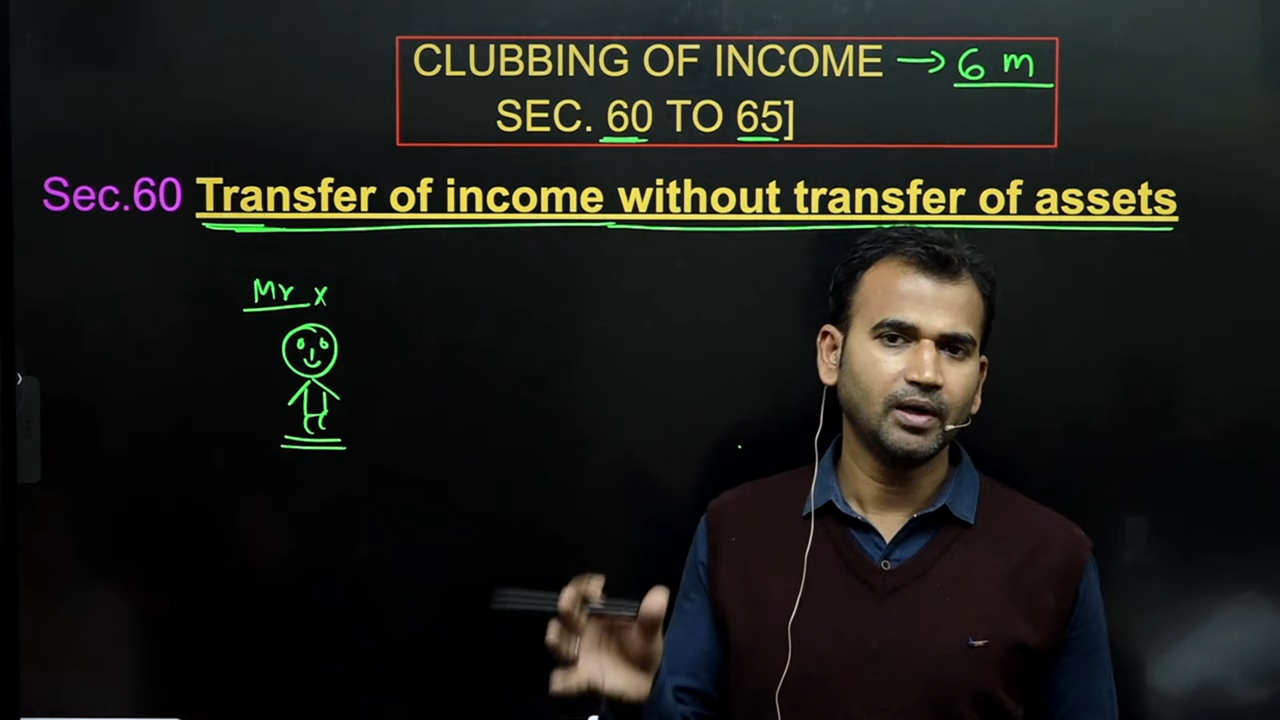 CLUBBING OF INCOME → 6 m
SEC. 60 TO 65]
Sec.60 Transfer of income without transfer of assets
Mr x